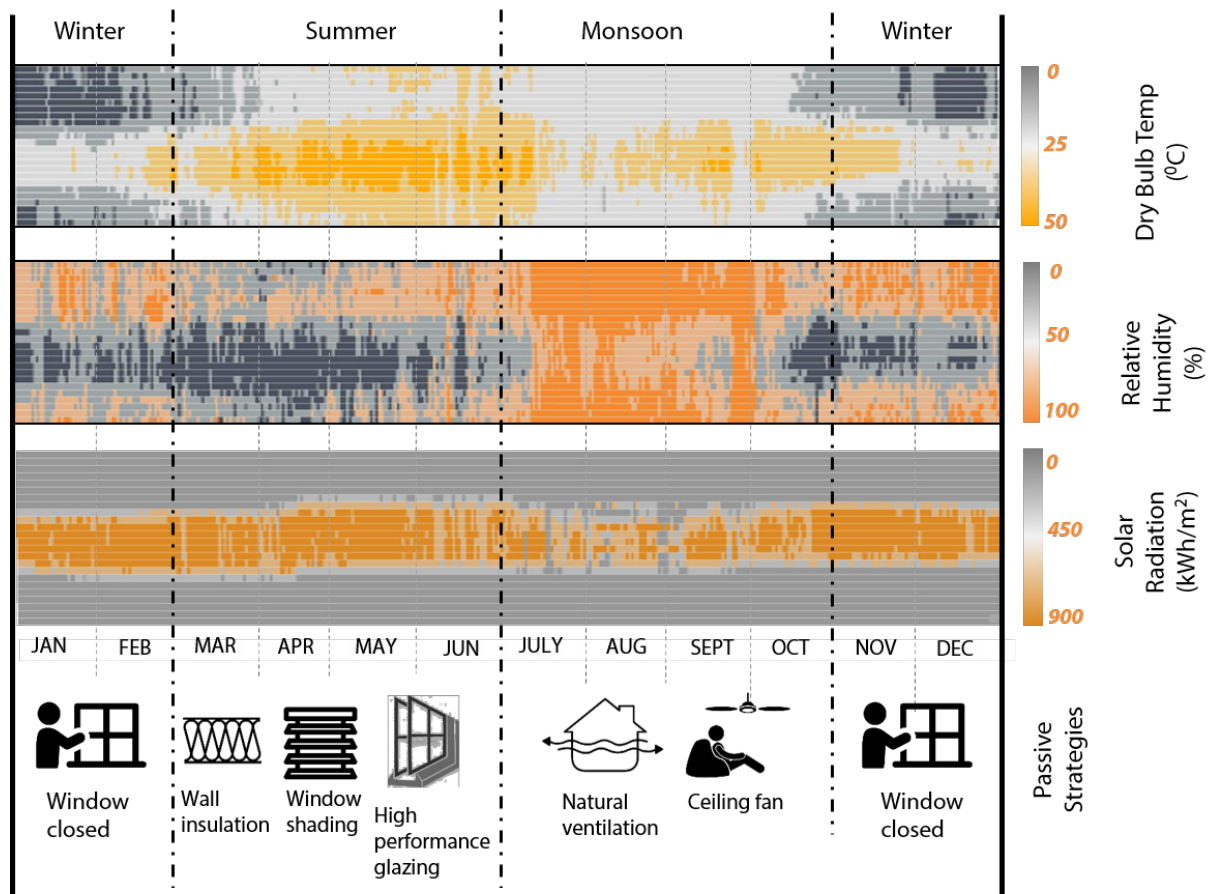 Winter
Summer
Monsoon
Winter
0
25
50
Dry Bulb Temp
(⁰C)
0
50
100
Relative
Humidity
(%)
0
450
900
Solar
Radiation
(kWh/m²)
JAN
FEB
MAR
APR
MAY
JUN
JULY
AUG
SEPT
OCT
NOV
DEC
Window
closed
Wall
insulation
Window
shading
High
performance
glazing
Natural
ventilation
Ceiling fan
Window
closed
Passive
Strategies